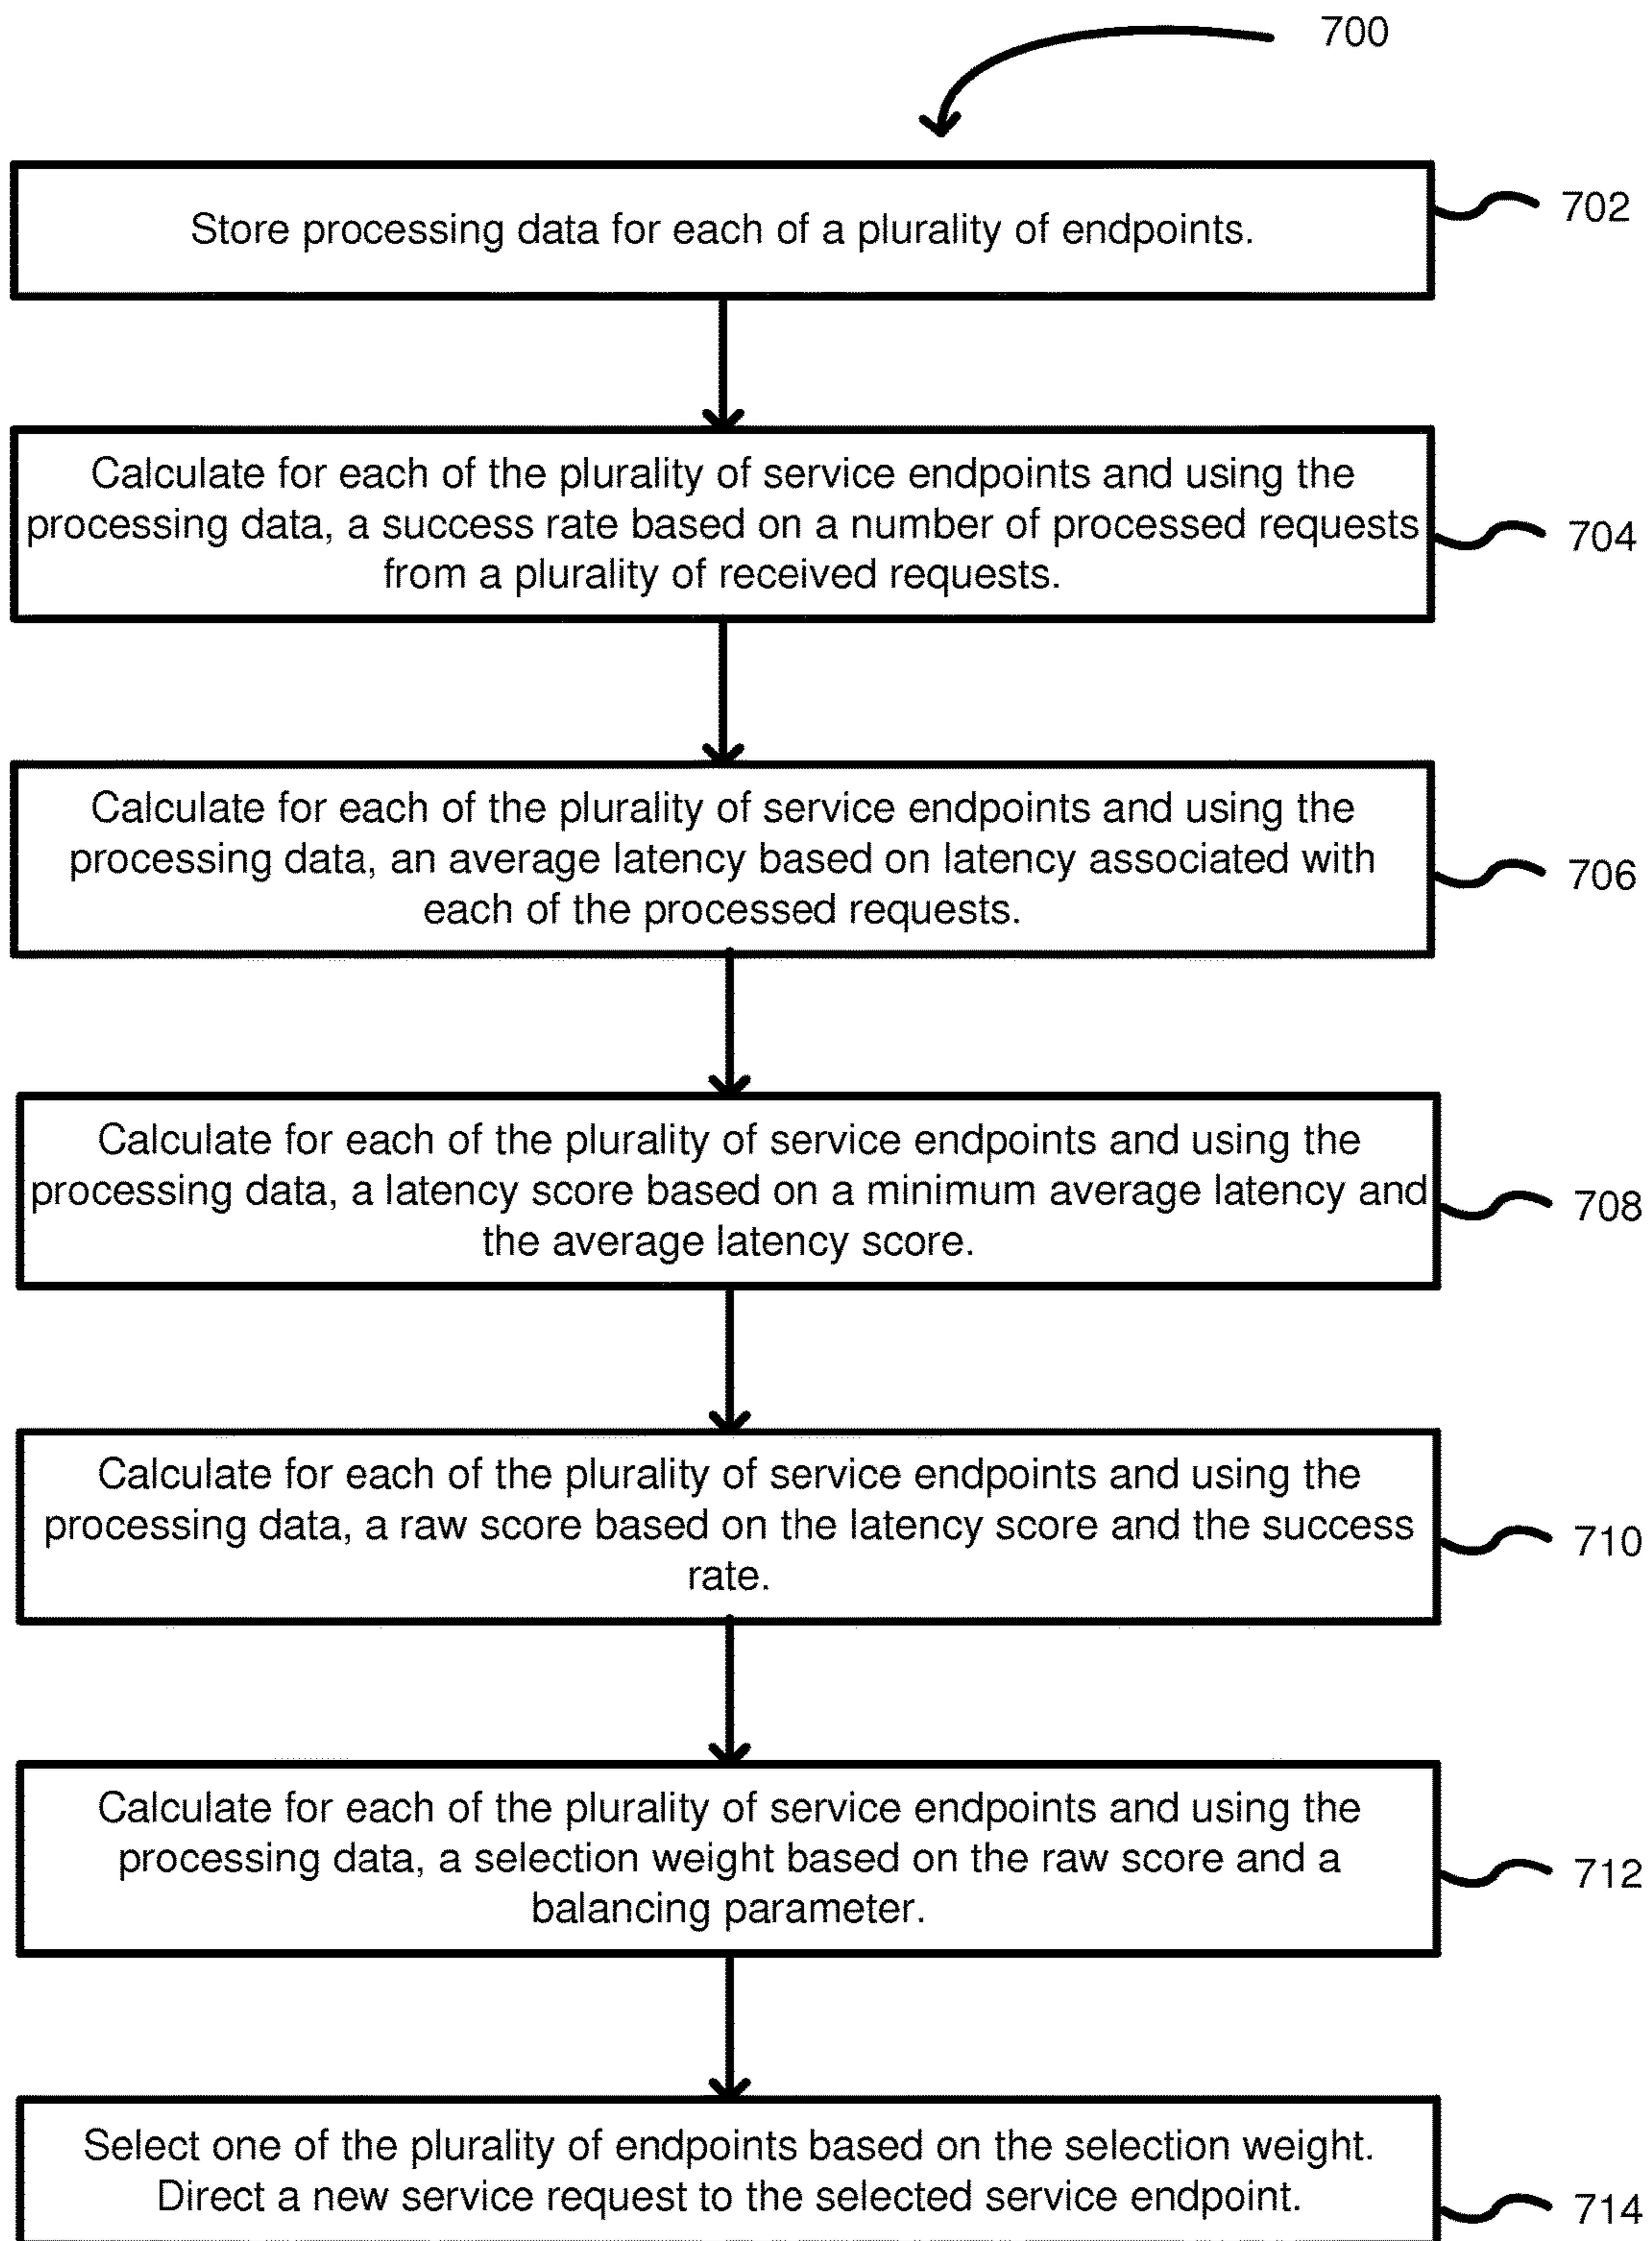 700
Store processing data for each of a plurality of endpoints.
702
Calculate for each of the plurality of service endpoints and using the
processing data, a success rate based on a number of processed requests
from a plurality of received requests.
704
Calculate for each of the plurality of service endpoints and using the
processing data, an average latency based on latency associated with
each of the processed requests.
706
Calculate for each of the plurality of service endpoints and using the
processing data, a latency score based on a minimum average latency and
the average latency score.
708
Calculate for each of the plurality of service endpoints and using the
processing data, a raw score based on the latency score and the success
rate.
710
Calculate for each of the plurality of service endpoints and using the
processing data, a selection weight based on the raw score and a
balancing parameter.
712
Select one of the plurality of endpoints based on the selection weight.
Direct a new service request to the selected service endpoint.
714